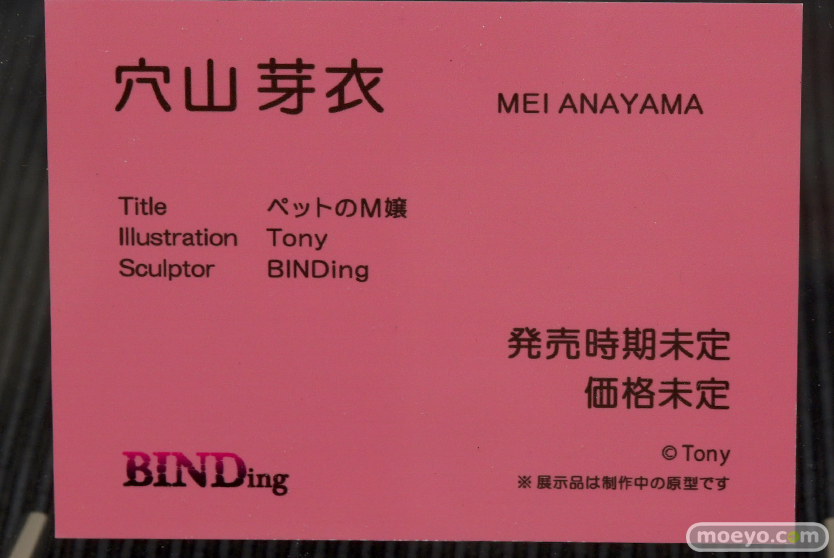 穴山 芽衣 MEI ANAYAMA
Title ペットのM嬢
Illustration Tony
Sculptor BINDing
発売時期未定
価格未定
©Tony
BINDing
※展示品は制作中の原型です
moeyo.com